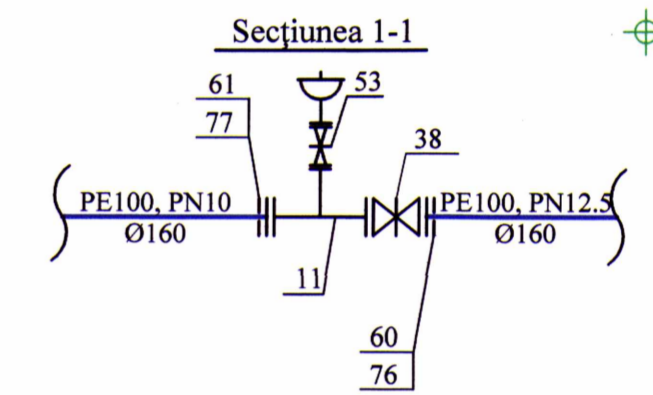 Secţiunea 1-1
61
53
77
38
PE100, PN10
PE100, PN12.5
Ø160
Ø160
11
60
76